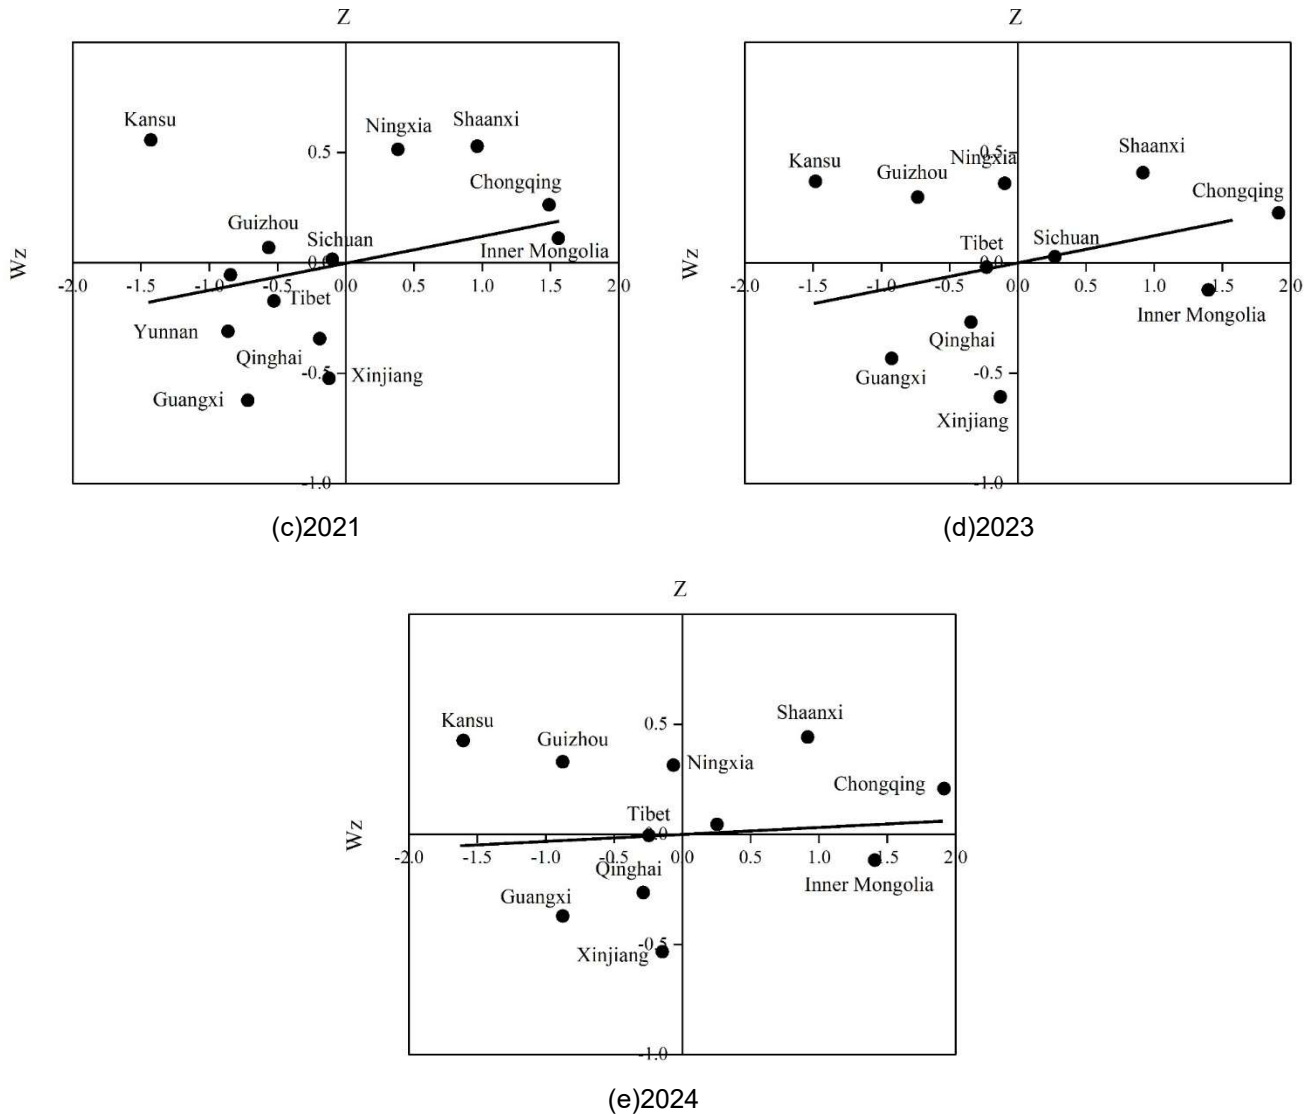 Z
Kansu
Ningxia
Shaanxi
0.5
Chongqing
Guizhou
Sichuan
Inner Mongolia
Wz
0.0
-2.0
-1.5
-1.0
-0.5
0.0
0.5
1.0
1.5
2.0
Tibet
Yunnan
Qinghai
-0.5
Xinjiang
Guangxi
-1.0
(c)2021
Z
Kansu
Guizhou
Ningxia
0.5
Shaanxi
Chongqing
Tibet
Sichuan
Wz
0.0
-2.0
-1.5
-1.0
-0.5
0.0
0.5
1.0
1.5
2.0
Inner Mongolia
Qinghai
Guangxi
-0.5
Xinjiang
-1.0
(d)2023
Z
Kansu
Guizhou
0.5
Shaanxi
Ningxia
Chongqing
Tibet
Wz
0.0
-2.0
-1.5
-1.0
-0.5
0.0
0.5
1.0
1.5
2.0
Qinghai
Inner Mongolia
Guangxi
-0.5
Xinjiang
-1.0
(e)2024